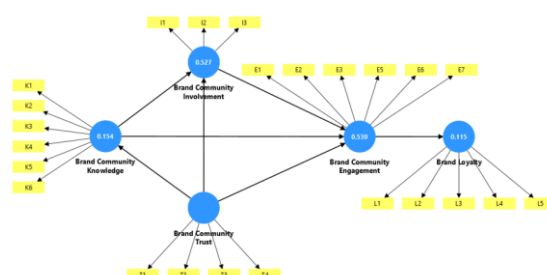 I1
I2
I3
0.527
Brand Community
Involvement
E1
E2
E3
E5
E6
E7
K1
K2
K3
K4
K5
K6
0.154
Brand Community
Knowledge
0.530
Brand Community
Engagement
0.115
Brand Loyalty
L1
L2
L3
L4
L5
Brand Community
Trust